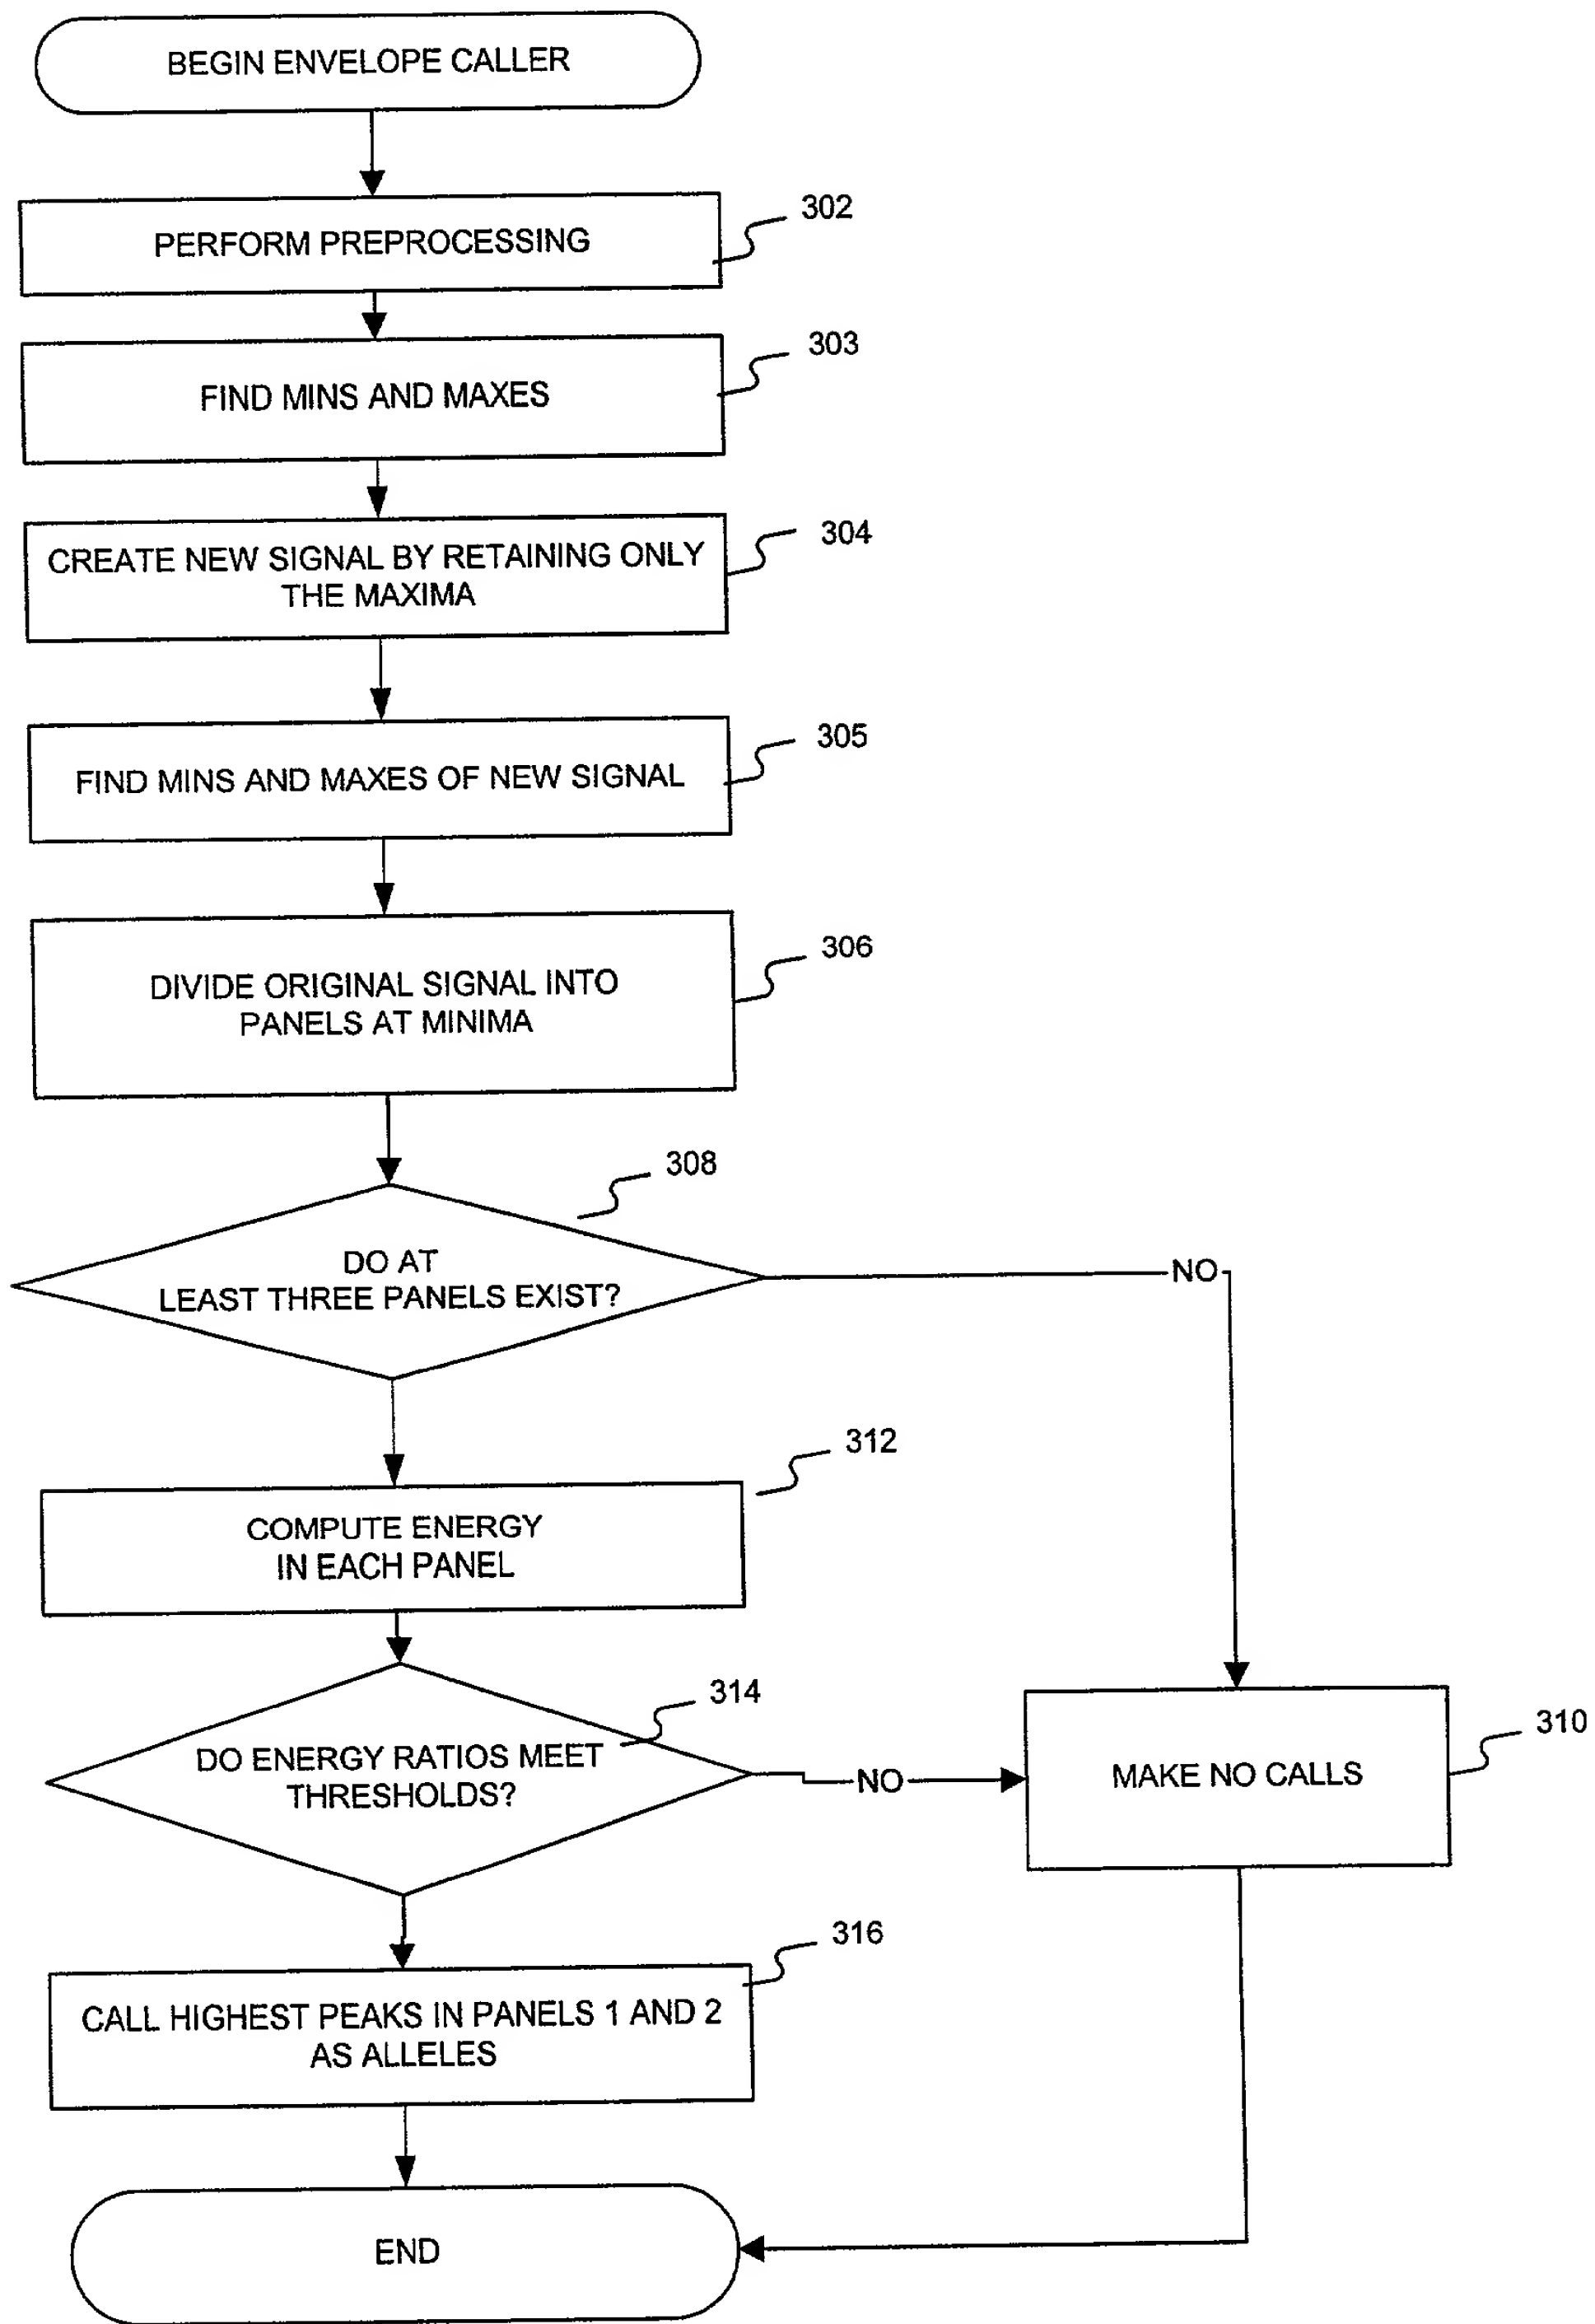 BEGIN ENVELOPE CALLER
302
PERFORM PREPROCESSING
303
FIND MINS AND MAXES
304
CREATE NEW SIGNAL BY RETAINING ONLY
THE MAXIMA
305
FIND MINS AND MAXES OF NEW SIGNAL
306
DIVIDE ORIGINAL SIGNAL INTO
PANELS AT MINIMA
308
DO AT
LEAST THREE PANELS EXIST?
NO
312
COMPUTE ENERGY
IN EACH PANEL
314
DO ENERGY RATIOS MEET
THRESHOLDS?
NO
310
MAKE NO CALLS
316
CALL HIGHEST PEAKS IN PANELS 1 AND 2
AS ALLELES
END